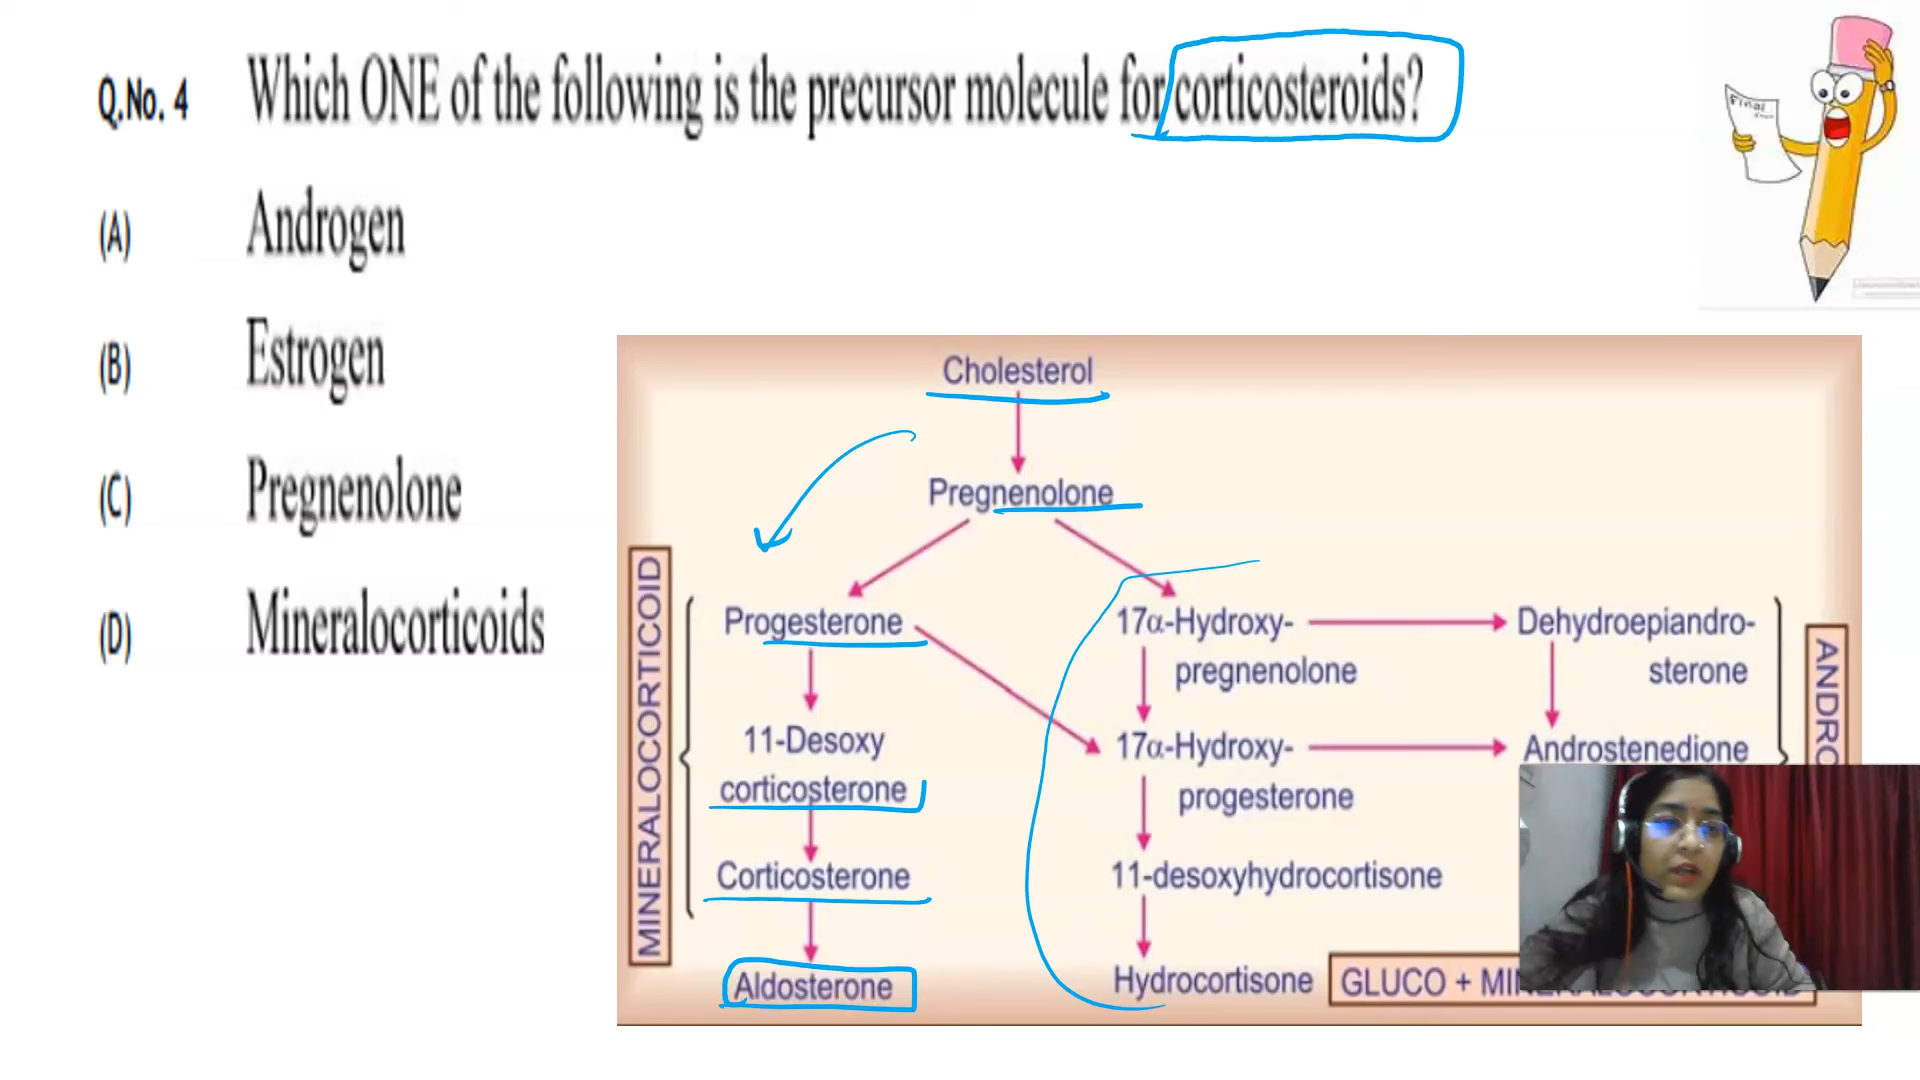 Q.No. 4 Which ONE of the following is the precursor molecule for corticosteroids?
(A) Androgen
(B) Estrogen
(C) Pregnenolone
(D) Mineralocorticoids
Final
Cholesterol
Pregnenolone
MINERALOCORTICOID
Progesterone
11-Desoxy
corticosterone
Corticosterone
Aldosterone
17α-Hydroxy-
pregnenolone
17α-Hydroxy-
progesterone
11-desoxyhydrocortisone
Hydrocortisone
GLUCO + MINERALOCORTICOID
Dehydroepiandro-
sterone
Androstenedione
ANDRO